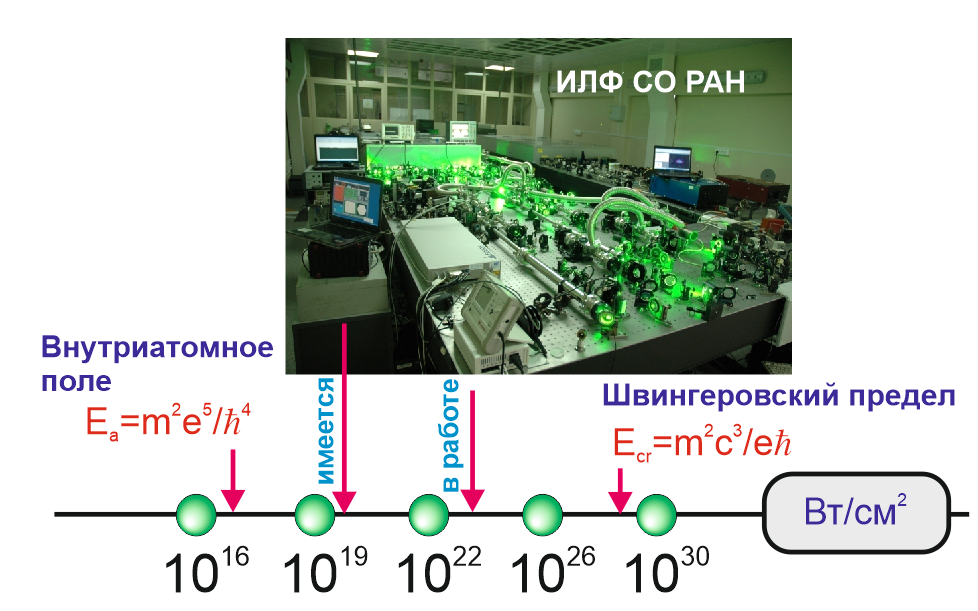 ИЛФ СО РАН
Внутриатомное
поле
Eₐ=m²e⁵/ℏ⁴
имеется
в работе
Швингеровский предел
E_cr=m²c³/eℏ
Вт/см²
10¹⁶ 10¹⁹ 10²² 10²⁶ 10³⁰